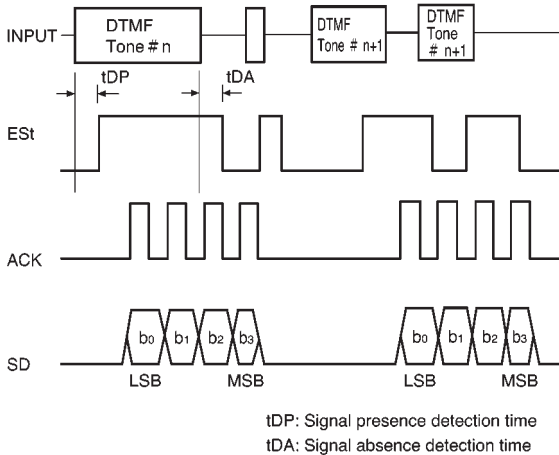 INPUT
DTMF
Tone # n
DTMF
Tone # n+1
DTMF
Tone
# n+1
tDP
tDA
ESt
ACK
SD
b0 b1 b2 b3
b0 b1 b2 b3
LSB MSB
LSB MSB
tDP: Signal presence detection time
tDA: Signal absence detection time